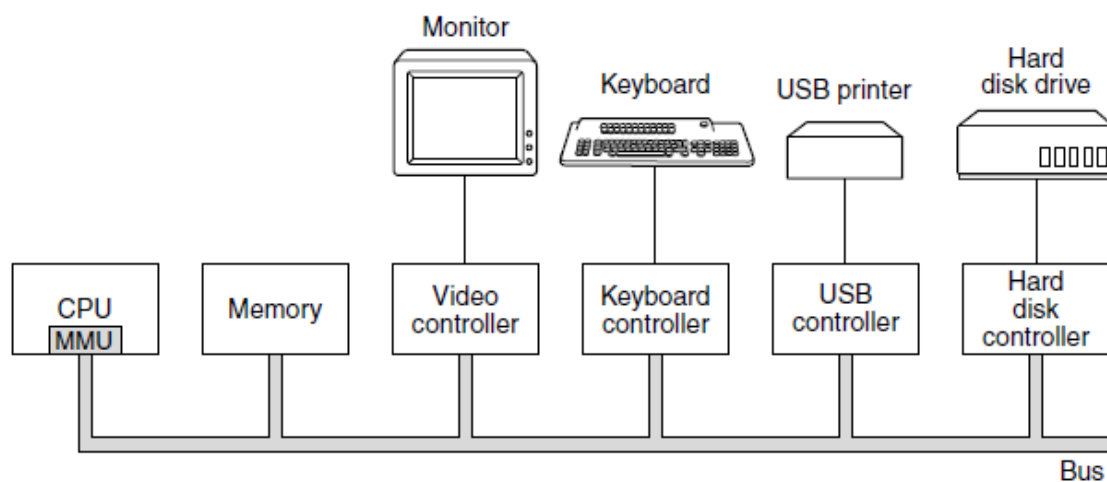 Monitor
Keyboard
USB printer
Hard
disk drive
CPU
MMU
Memory
Video
controller
Keyboard
controller
USB
controller
Hard
disk
controller
Bus